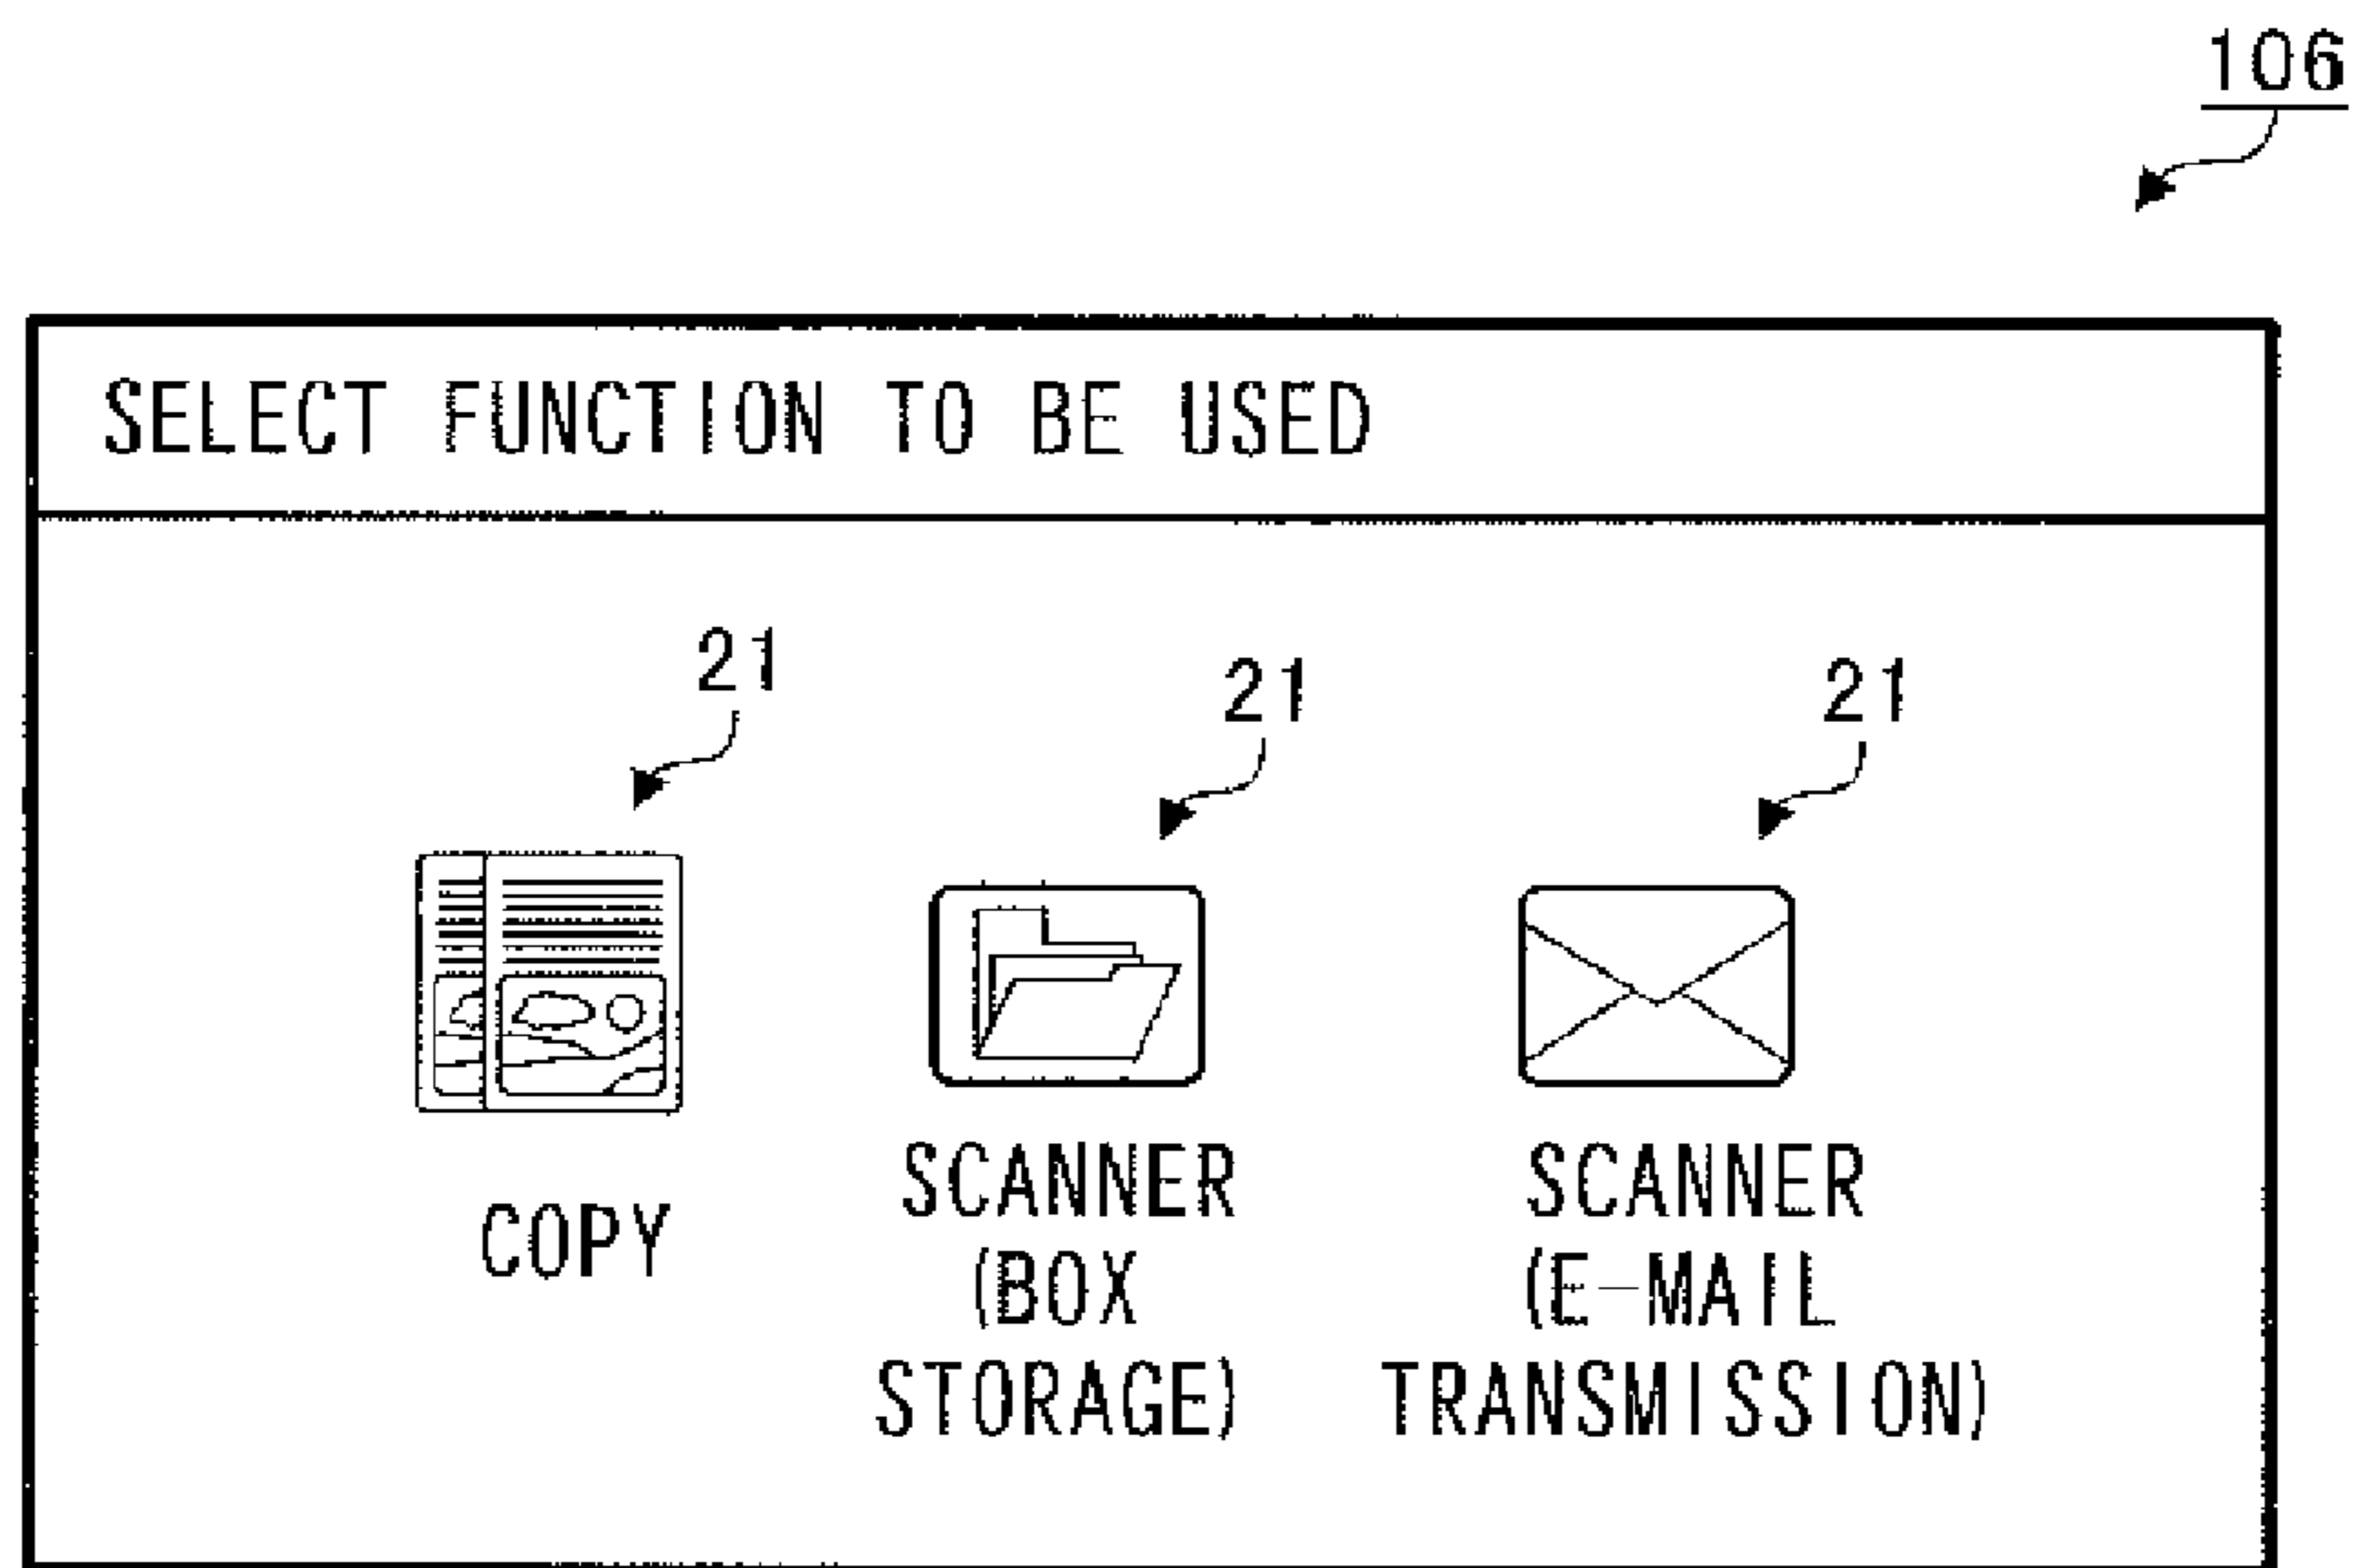 106
SELECT FUNCTION TO BE USED
21
21
21
COPY
SCANNER
(BOX
STORAGE)
SCANNER
(E-MAIL
TRANSMISSION)